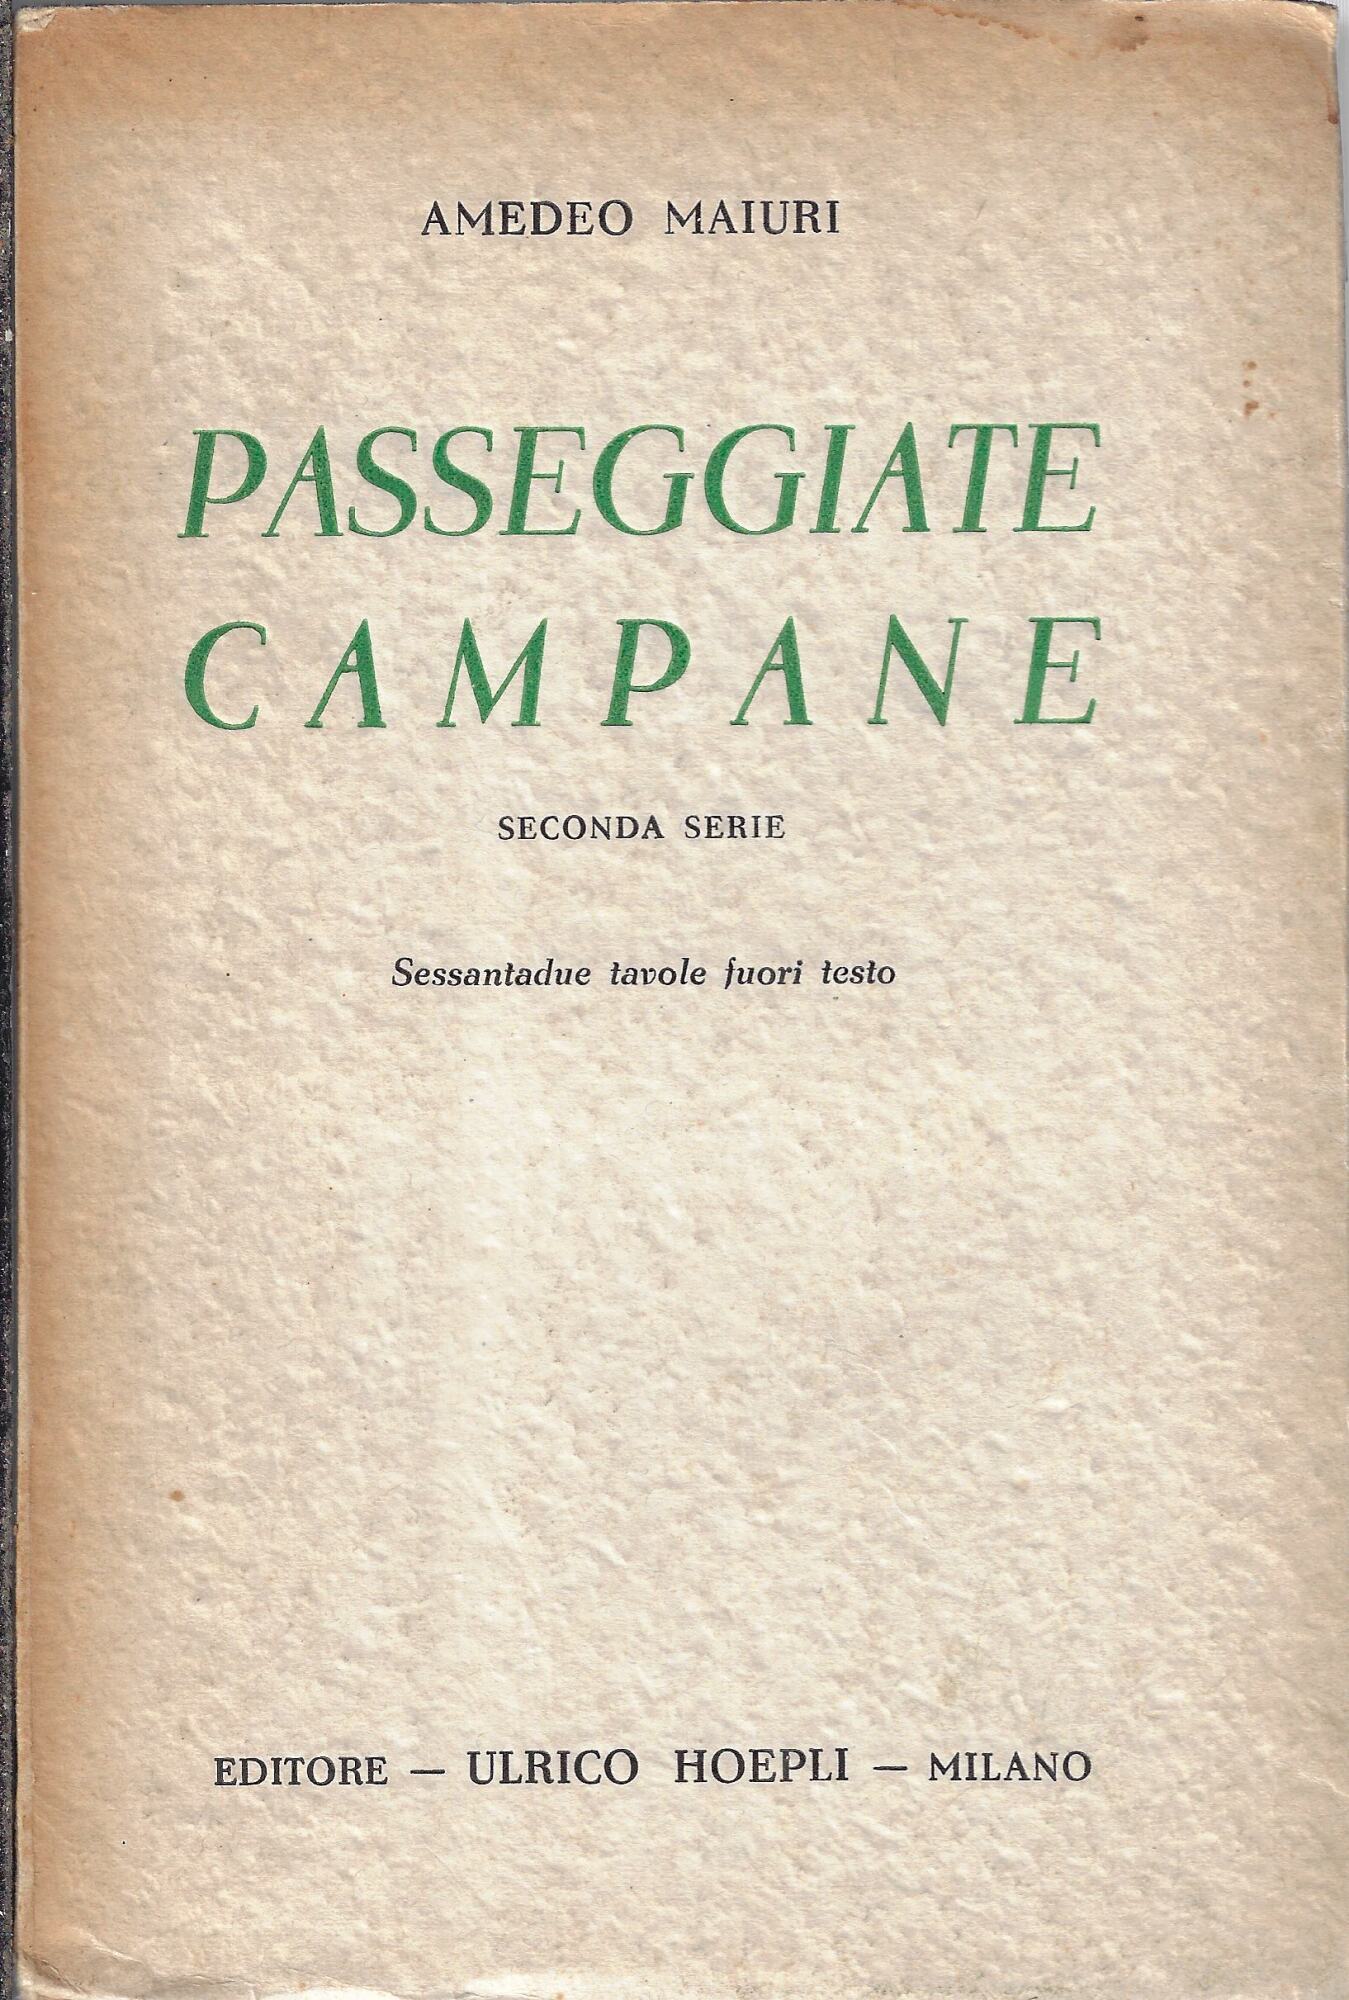 AMEDEO MAIURI
PASSEGGIATE
CAMPANE
SECONDA SERIE
Sessantadue tavole fuori testo
EDITORE — ULRICO HOEPLI — MILANO